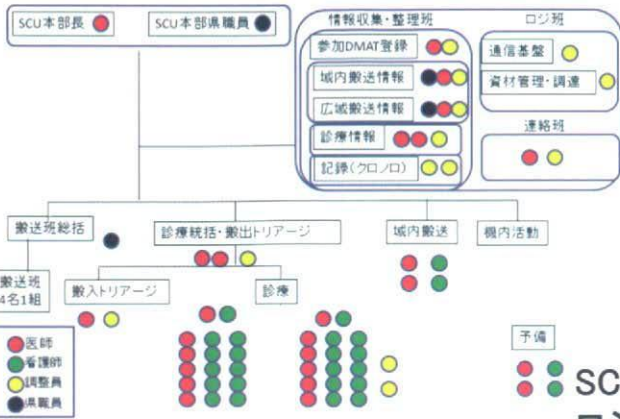 SCU本部長
SCU本部県職員
情報収集・整理班
参加DMAT登録
域内搬送情報
広域搬送情報
診療情報
記録(クロノロ)
ロジ班
通信基盤
資材管理・調達
連絡班
搬送班総括
診療統括・搬出トリアージ
域内搬送
機内活動
搬送班
4名1組
搬入トリアージ
診療
医師
看護師
調整員
県職員
予備
SC